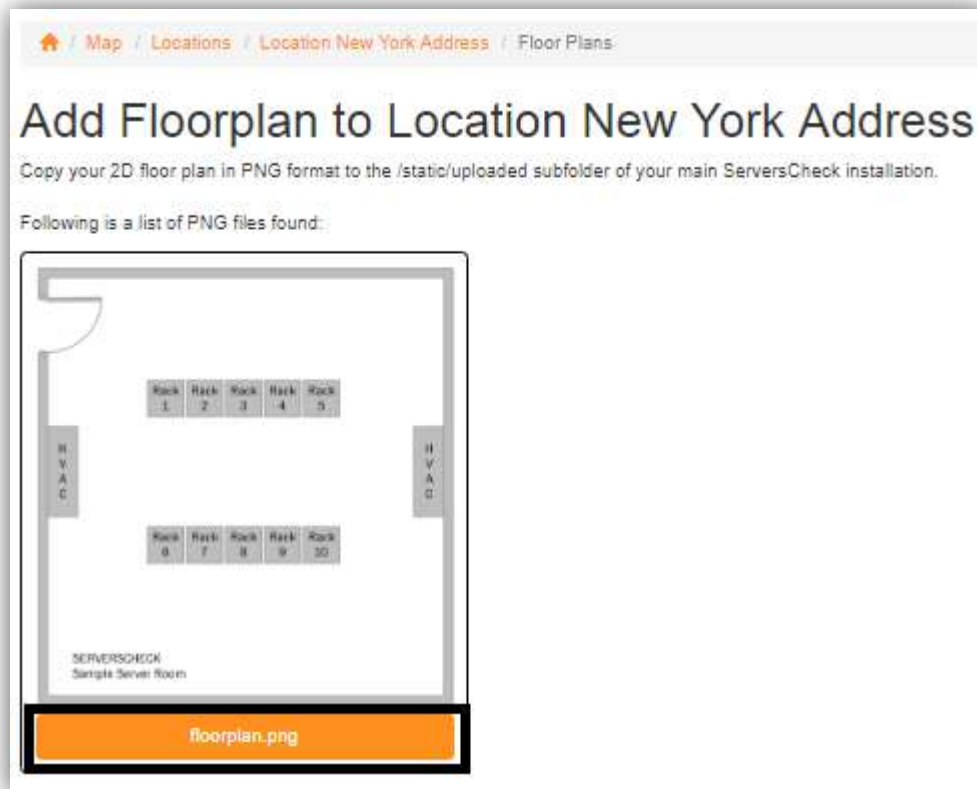 / Map / Locations / Location New York Address / Floor Plans
Add Floorplan to Location New York Address
Copy your 2D floor plan in PNG format to the /static/uploaded subfolder of your main ServersCheck installation.
Following is a list of PNG files found:
Rack Rack Rack Rack Rack
1 2 3 4 5
H H
V V
A A
C C
Rack Rack Rack Rack Rack
6 7 8 9 10
SERVERSCHECK
Sample Server Room
floorplan.png